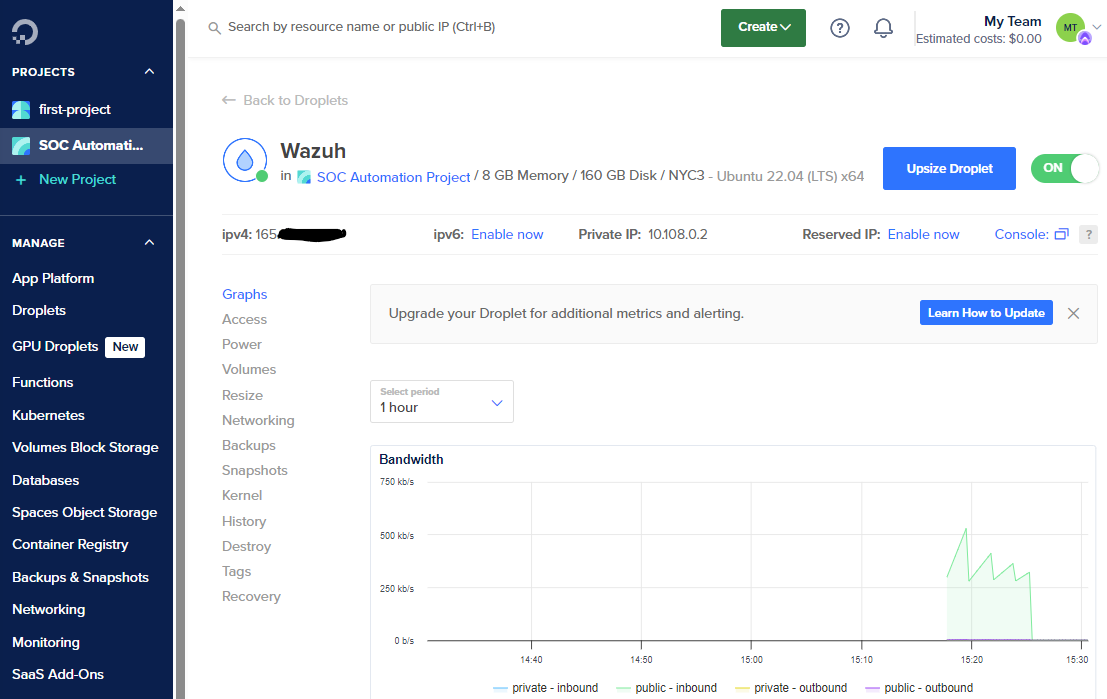 Search by resource name or public IP (Ctrl+B)
Create
?
My Team
Estimated costs: $0.00
MT
PROJECTS
first-project
SOC Automati...
+ New Project
MANAGE
App Platform
Droplets
GPU Droplets New
Functions
Kubernetes
Volumes Block Storage
Databases
Spaces Object Storage
Container Registry
Backups & Snapshots
Networking
Monitoring
SaaS Add-Ons
← Back to Droplets
Wazuh
in SOC Automation Project / 8 GB Memory / 160 GB Disk / NYC3 - Ubuntu 22.04 (LTS) x64
Upsize Droplet
ON
ipv4: 165 ipv6: Enable now Private IP: 10.108.0.2 Reserved IP: Enable now Console: ?
Graphs
Access
Power
Volumes
Resize
Networking
Backups
Snapshots
Kernel
History
Destroy
Tags
Recovery
Upgrade your Droplet for additional metrics and alerting.
Learn How to Update
Select period
1 hour
Bandwidth
750 kb/s
500 kb/s
250 kb/s
0 b/s
14:40 14:50 15:00 15:10 15:20 15:30
private - inbound public - inbound private - outbound public - outbound